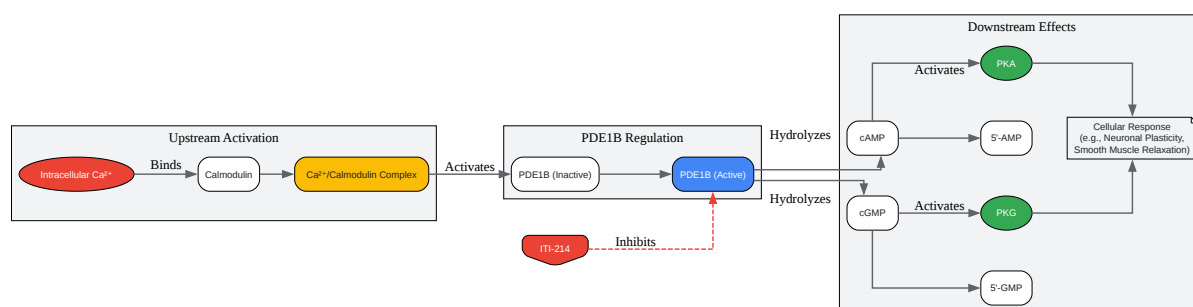 Downstream Effects
PKA
Activates
Cellular Response
(e.g., Neuronal Plasticity,
Smooth Muscle Relaxation)
Upstream Activation
PDE1B Regulation
Hydrolyzes
cAMP
5'-AMP
Intracellular Ca²⁺
Binds
Calmodulin
Ca²⁺/Calmodulin Complex
Activates
PDE1B (Inactive)
PDE1B (Active)
Hydrolyzes
cGMP
Activates
PKG
ITI-214
Inhibits
5'-GMP